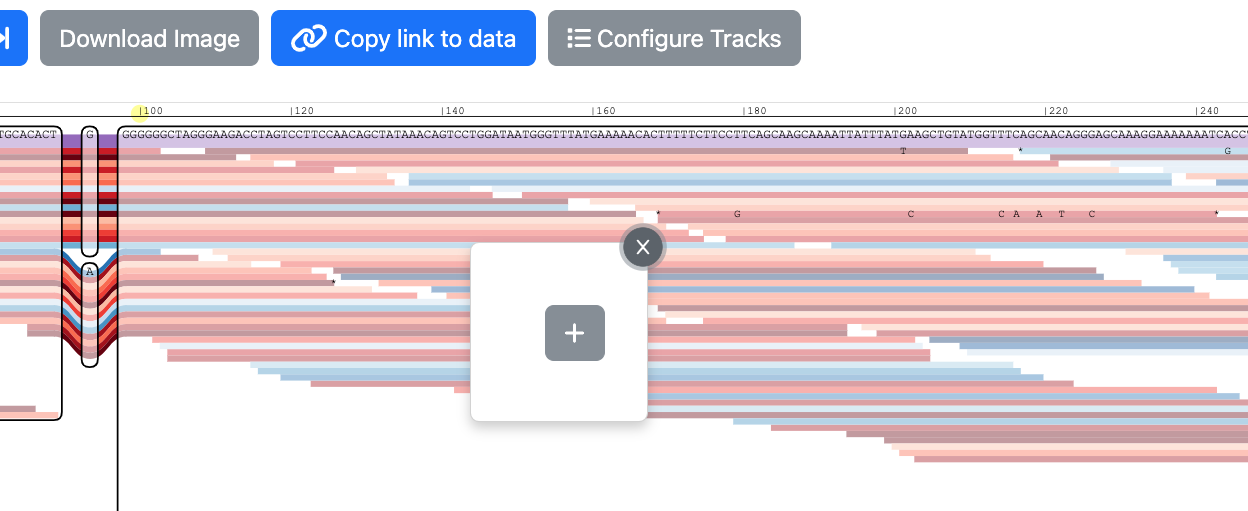 Download Image
Copy link to data
Configure Tracks
|100 |120 |140 |160 |180 |200 |220 |240
TGCACACT G GGGGGGCTAGGGAAGACCTAGTCCTTCCAACAGCTATAAACAGTCCTGGATAATGGGTTTATGAAAAACACTTTTTCTTCCTTCAGCAAGCAAAATTATTTATGAAGCTGTATGGTTTCAGCAACAGGGAGCAAAGGAAAAAAATCACCT
T * G
* G C C A A T C *
A
*
+
X